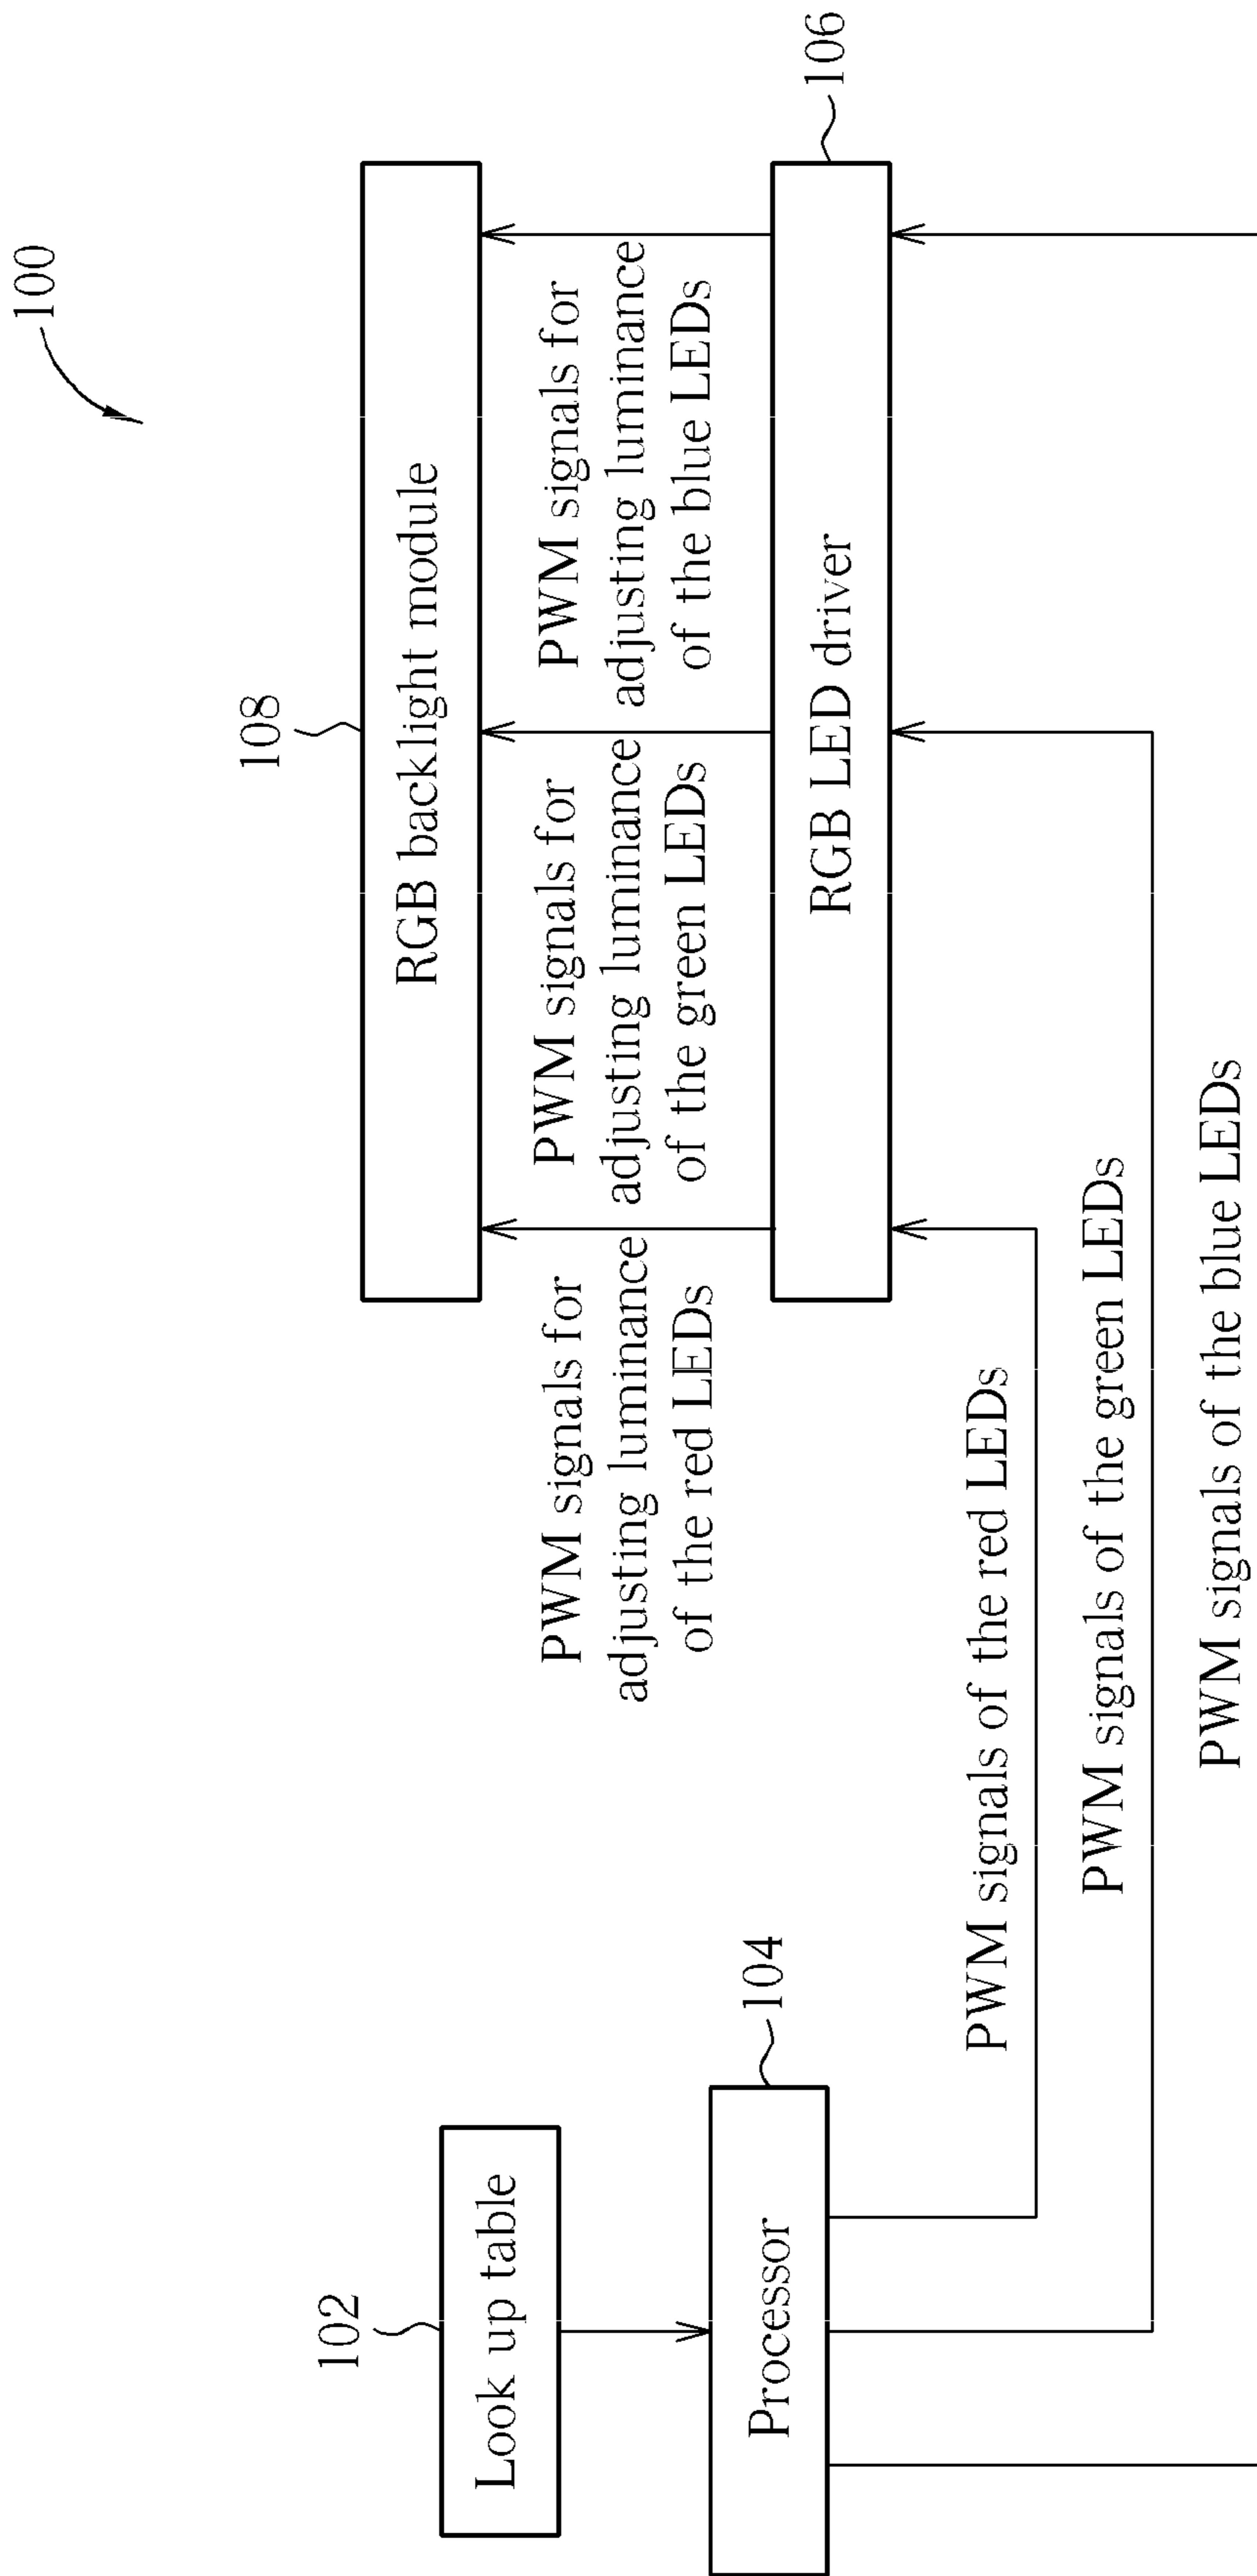 100
108
RGB backlight module
PWM signals for
adjusting luminance
of the red LEDs
PWM signals for
adjusting luminance
of the green LEDs
PWM signals for
adjusting luminance
of the blue LEDs
106
RGB LED driver
102
Look up table
104
Processor
PWM signals of the red LEDs
PWM signals of the green LEDs
PWM signals of the blue LEDs